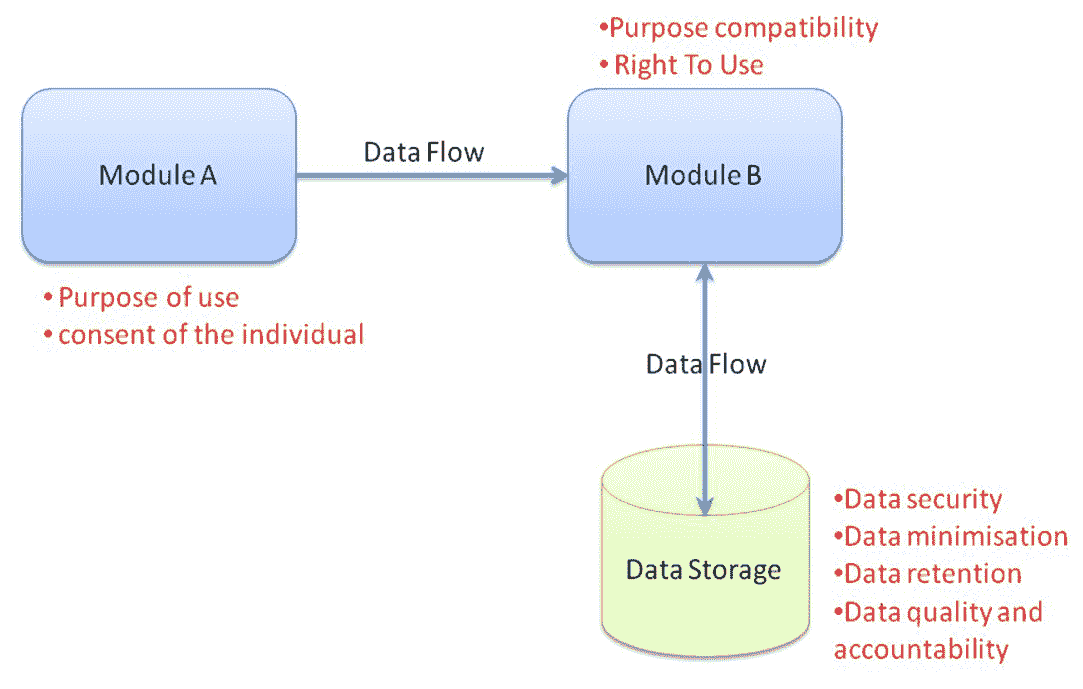 •Purpose compatibility
• Right To Use
Module A
Data Flow
Module B
• Purpose of use
• consent of the individual
Data Flow
Data Storage
•Data security
•Data minimisation
•Data retention
•Data quality and
accountability